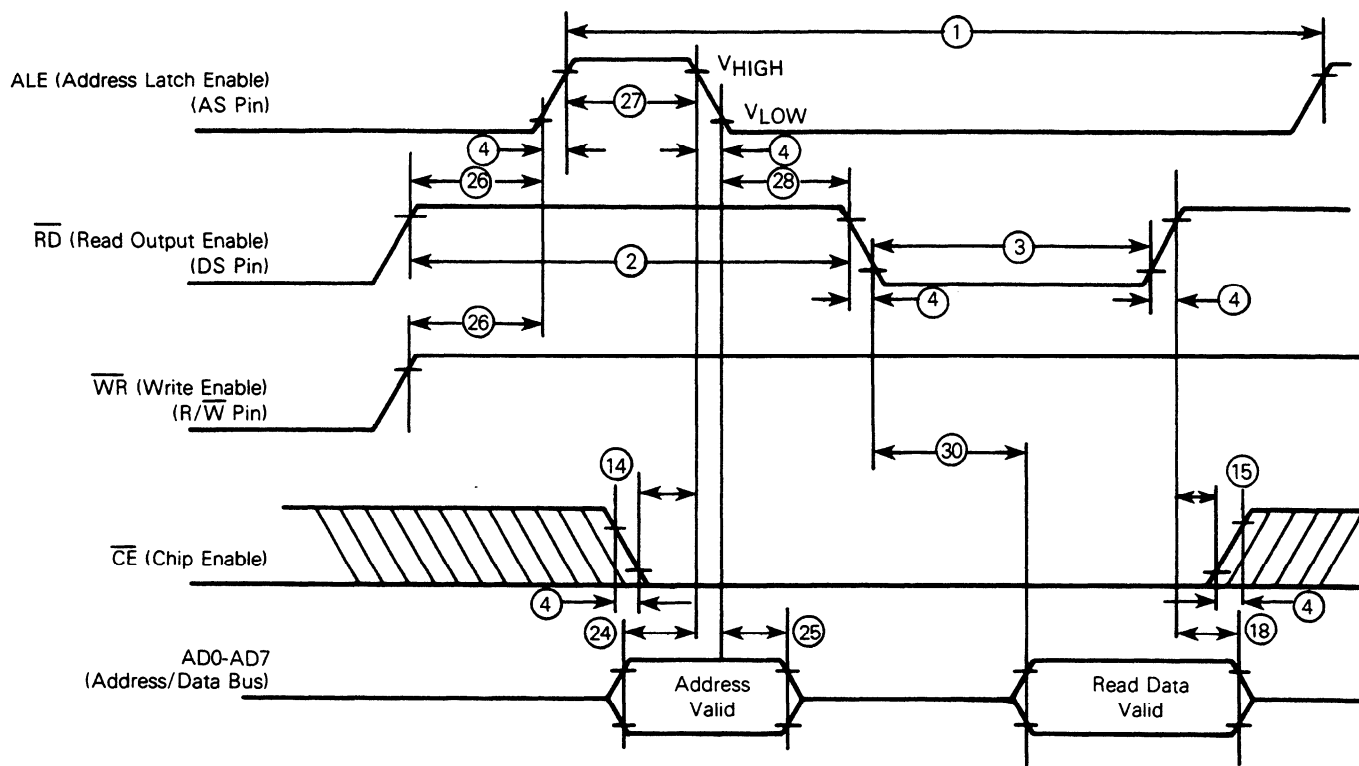 1
ALE (Address Latch Enable)
(AS Pin)
VHIGH
27
VLOW
4
4
26
28
RD (Read Output Enable)
(DS Pin)
2
3
4
4
26
WR (Write Enable)
(R/W Pin)
30
14
15
CE (Chip Enable)
4
4
24
25
18
AD0-AD7
(Address/Data Bus)
Address
Valid
Read Data
Valid